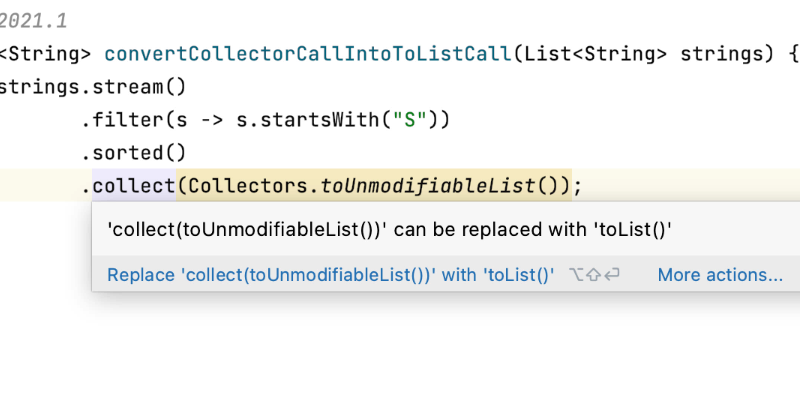 2021.1
<String> convertCollectorCallIntoToListCall(List<String> strings) {
strings.stream()
.filter(s -> s.startsWith("S"))
.sorted()
.collect(Collectors.toUnmodifiableList());
'collect(toUnmodifiableList())' can be replaced with 'toList()'
Replace 'collect(toUnmodifiableList())' with 'toList()' ⌥⇧⏎ More actions...